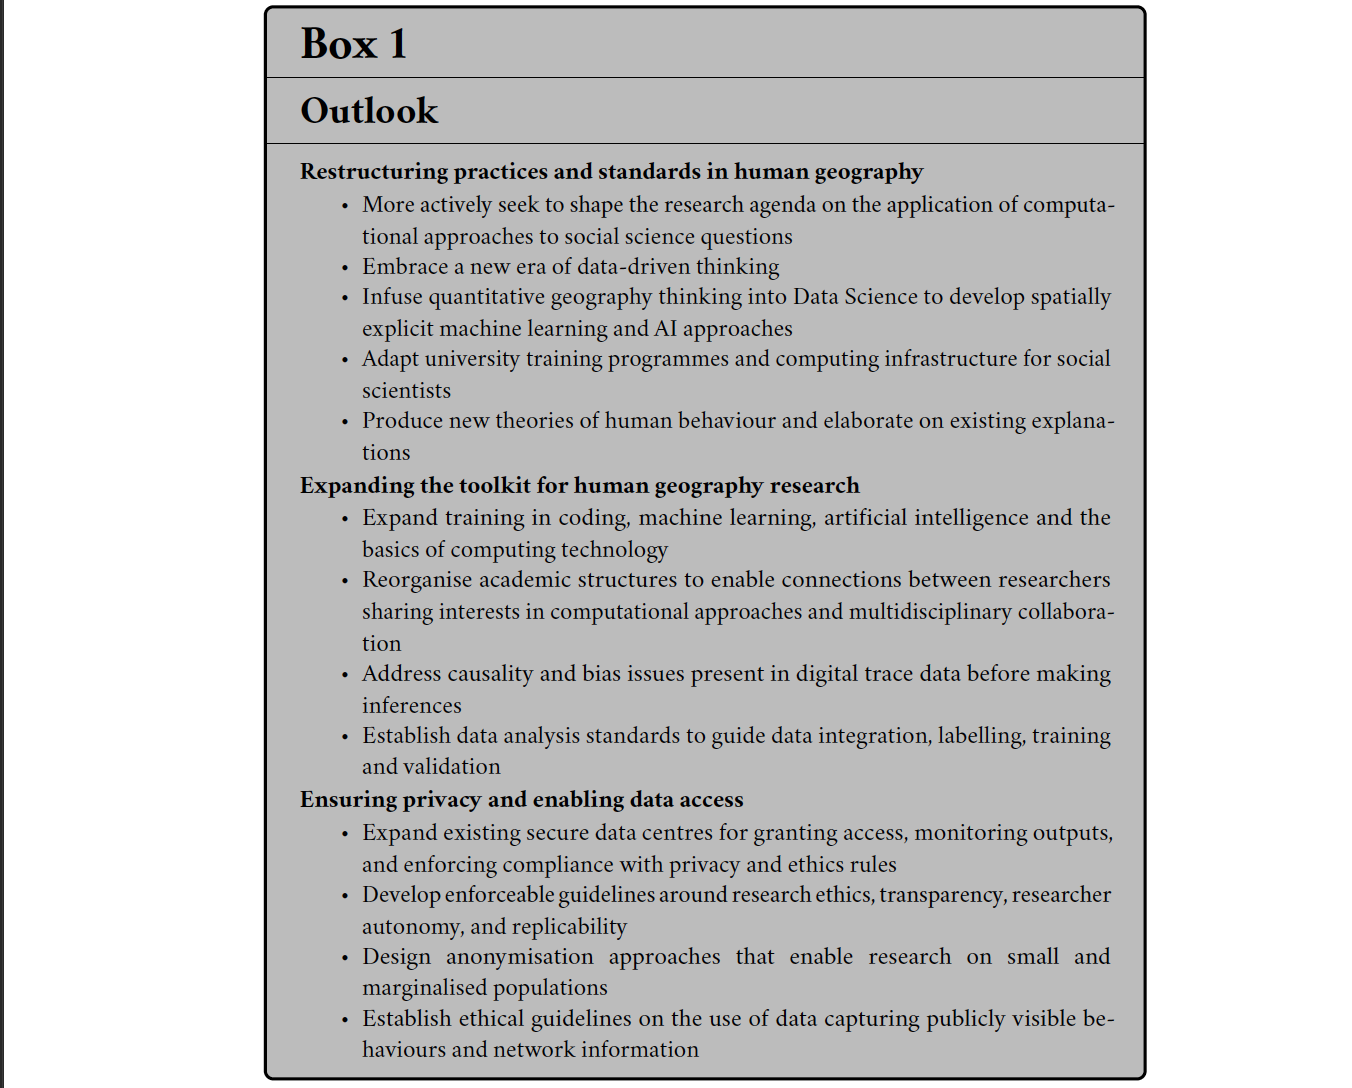 Box 1
Outlook
Restructuring practices and standards in human geography
• More actively seek to shape the research agenda on the application of computa-
tional approaches to social science questions
• Embrace a new era of data-driven thinking
• Infuse quantitative geography thinking into Data Science to develop spatially
explicit machine learning and AI approaches
• Adapt university training programmes and computing infrastructure for social
scientists
• Produce new theories of human behaviour and elaborate on existing explana-
tions
Expanding the toolkit for human geography research
• Expand training in coding, machine learning, artificial intelligence and the
basics of computing technology
• Reorganise academic structures to enable connections between researchers
sharing interests in computational approaches and multidisciplinary collabora-
tion
• Address causality and bias issues present in digital trace data before making
inferences
• Establish data analysis standards to guide data integration, labelling, training
and validation
Ensuring privacy and enabling data access
• Expand existing secure data centres for granting access, monitoring outputs,
and enforcing compliance with privacy and ethics rules
• Develop enforceable guidelines around research ethics, transparency, researcher
autonomy, and replicability
• Design anonymisation approaches that enable research on small and
marginalised populations
• Establish ethical guidelines on the use of data capturing publicly visible be-
haviours and network information